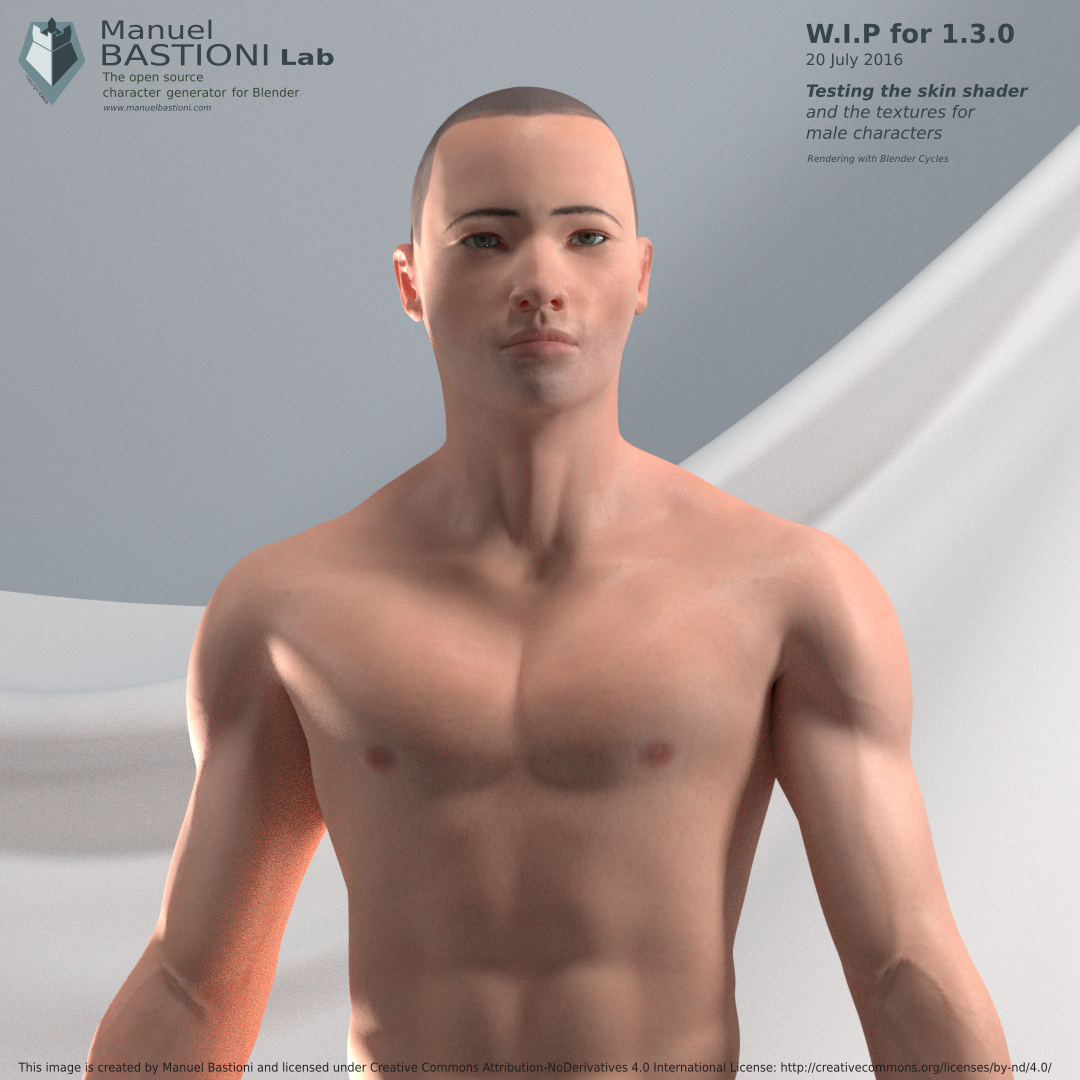 Manuel
BASTIONI Lab
The open source
character generator for Blender
www.manuelbastioni.com
W.I.P for 1.3.0
20 July 2016
Testing the skin shader
and the textures for
male characters
Rendering with Blender Cycles
This image is created by Manuel Bastioni and licensed under Creative Commons Attribution-NoDerivatives 4.0 International License: http://creativecommons.org/licenses/by-nd/4.0/